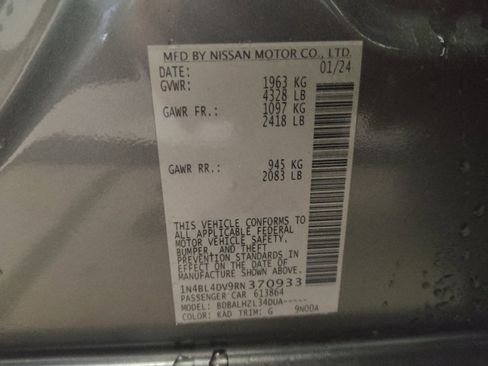 MFD BY NISSAN MOTOR CO., LTD.
DATE: 01/24
GVWR: 1963 KG
4328 LB
GAWR FR.: 1097 KG
2418 LB
GAWR RR.: 945 KG
2083 LB
THIS VEHICLE CONFORMS TO
ALL APPLICABLE FEDERAL
MOTOR VEHICLE SAFETY,
BUMPER, AND THEFT
PREVENTION STANDARDS IN
EFFECT ON THE DATE OF
MANUFACTURE SHOWN ABOVE.
1N4BL4DV9RN370933
PASSENGER CAR 613864
MODEL: BDBALHZL34DUA-----
COLOR: KAD TRIM: G 9N00A